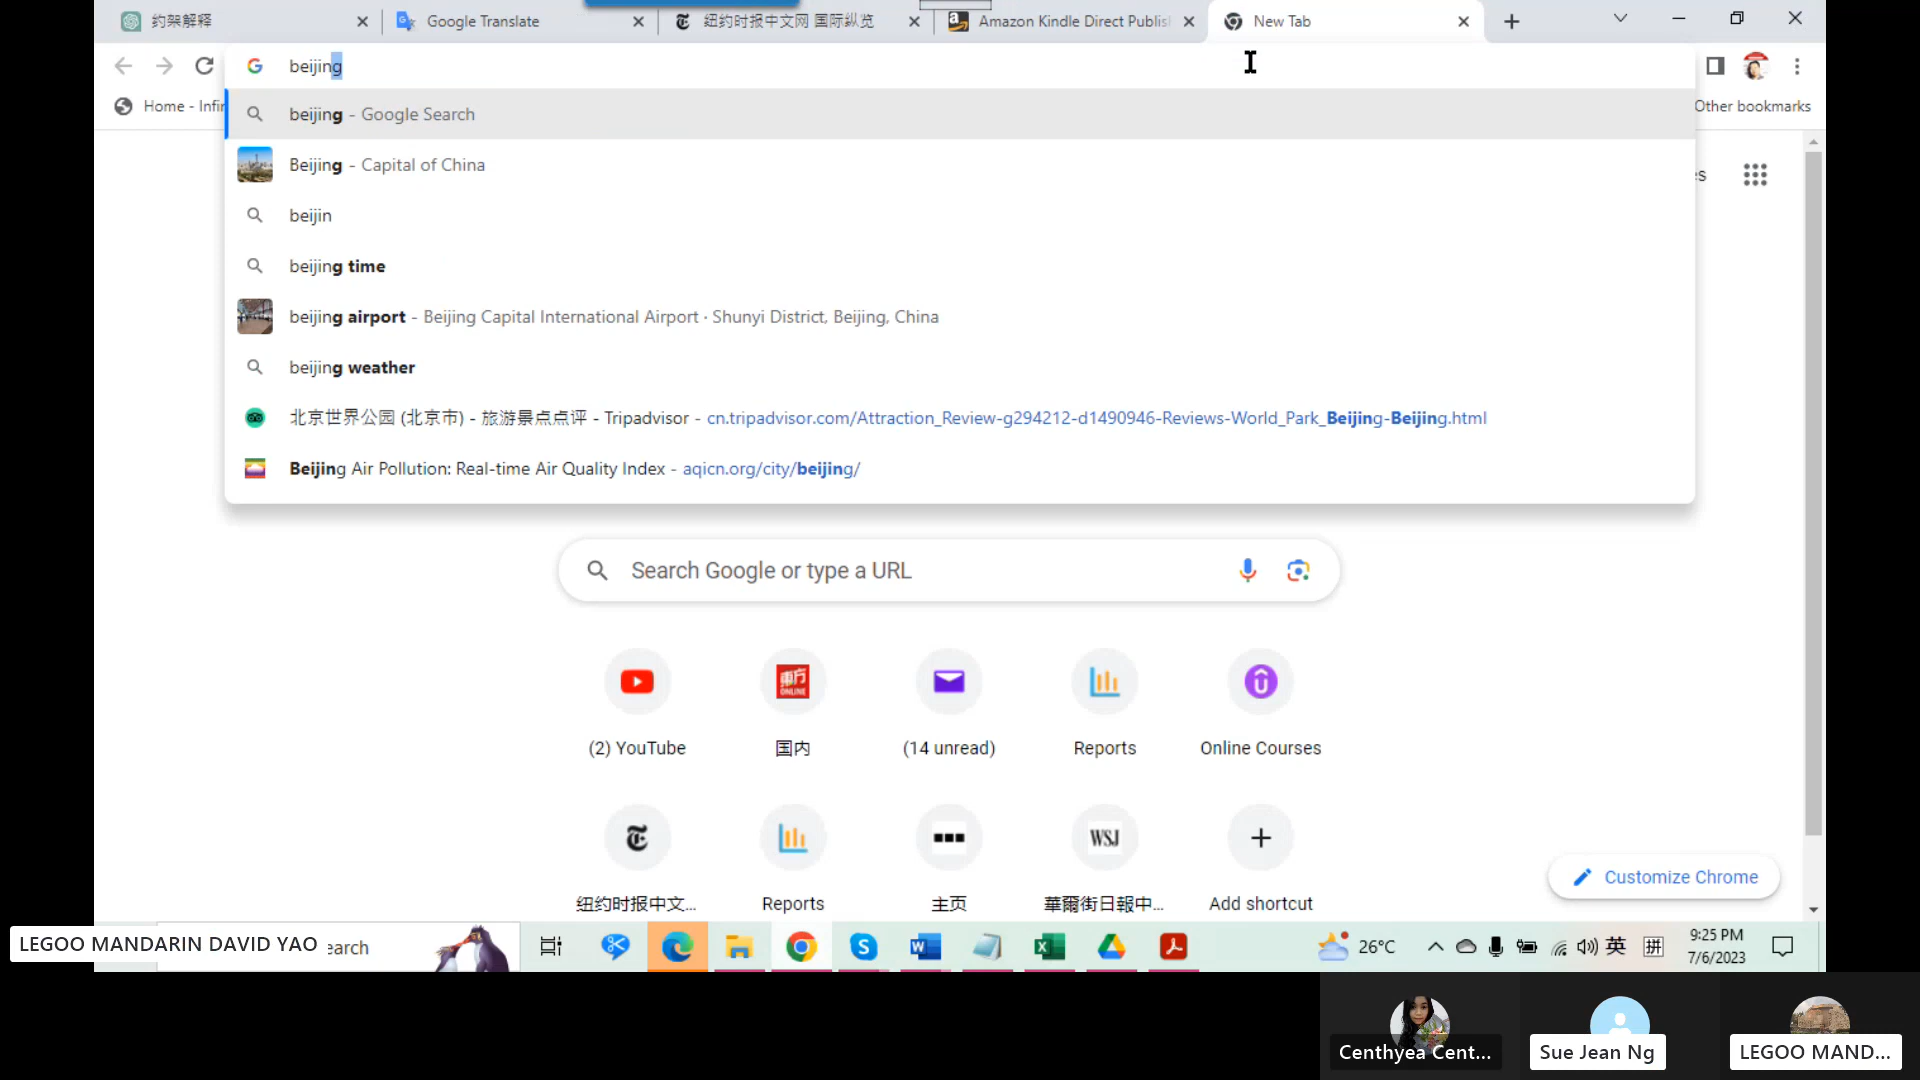 约架解释
Google Translate
纽约时报中文网 国际纵览
Amazon Kindle Direct Publis
New Tab
beijing
Home - Infin
Other bookmarks
beijing - Google Search
Beijing - Capital of China
beijin
beijing time
beijing airport - Beijing Capital International Airport · Shunyi District, Beijing, China
beijing weather
北京世界公园 (北京市) - 旅游景点点评 - Tripadvisor - cn.tripadvisor.com/Attraction_Review-g294212-d1490946-Reviews-World_Park_Beijing-Beijing.html
Beijing Air Pollution: Real-time Air Quality Index - aqicn.org/city/beijing/
Search Google or type a URL
東方
ONLINE
(2) YouTube
国内
(14 unread)
Reports
Online Courses
WSJ
纽约时报中文...
Reports
主页
華爾街日報中...
Add shortcut
Customize Chrome
LEGOO MANDARIN DAVID YAO
earch
26°C
英
拼
9:25 PM
7/6/2023
Centhyea Cent...
Sue Jean Ng
LEGOO MAND...